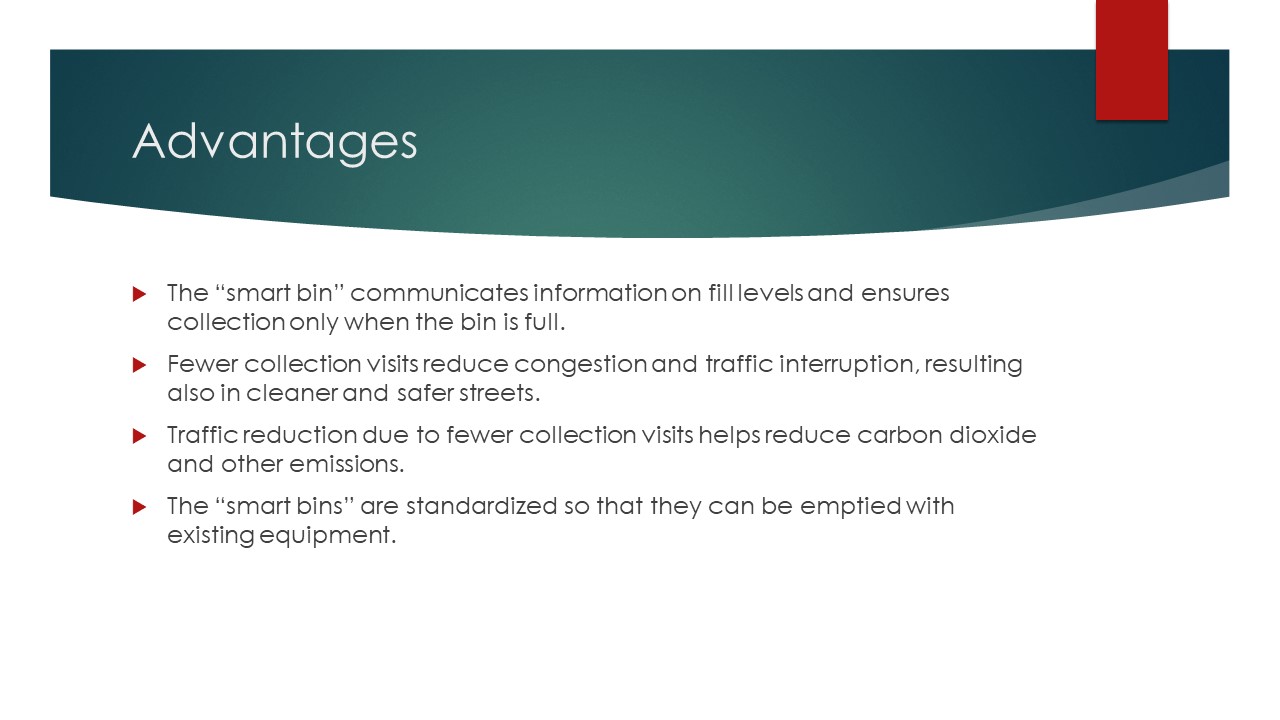 Advantages
The “smart bin” communicates information on fill levels and ensures
collection only when the bin is full.
Fewer collection visits reduce congestion and traffic interruption, resulting
also in cleaner and safer streets.
Traffic reduction due to fewer collection visits helps reduce carbon dioxide
and other emissions.
The “smart bins” are standardized so that they can be emptied with
existing equipment.